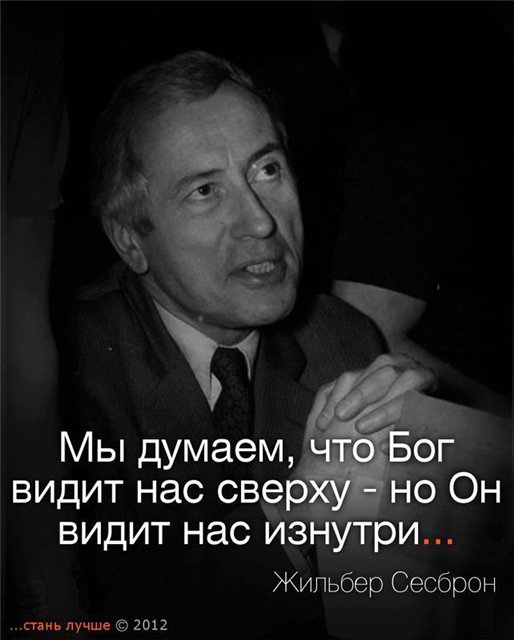 Мы думаем, что Бог
видит нас сверху - но Он
видит нас изнутри...
Жильбер Сесброн
...стань лучше © 2012